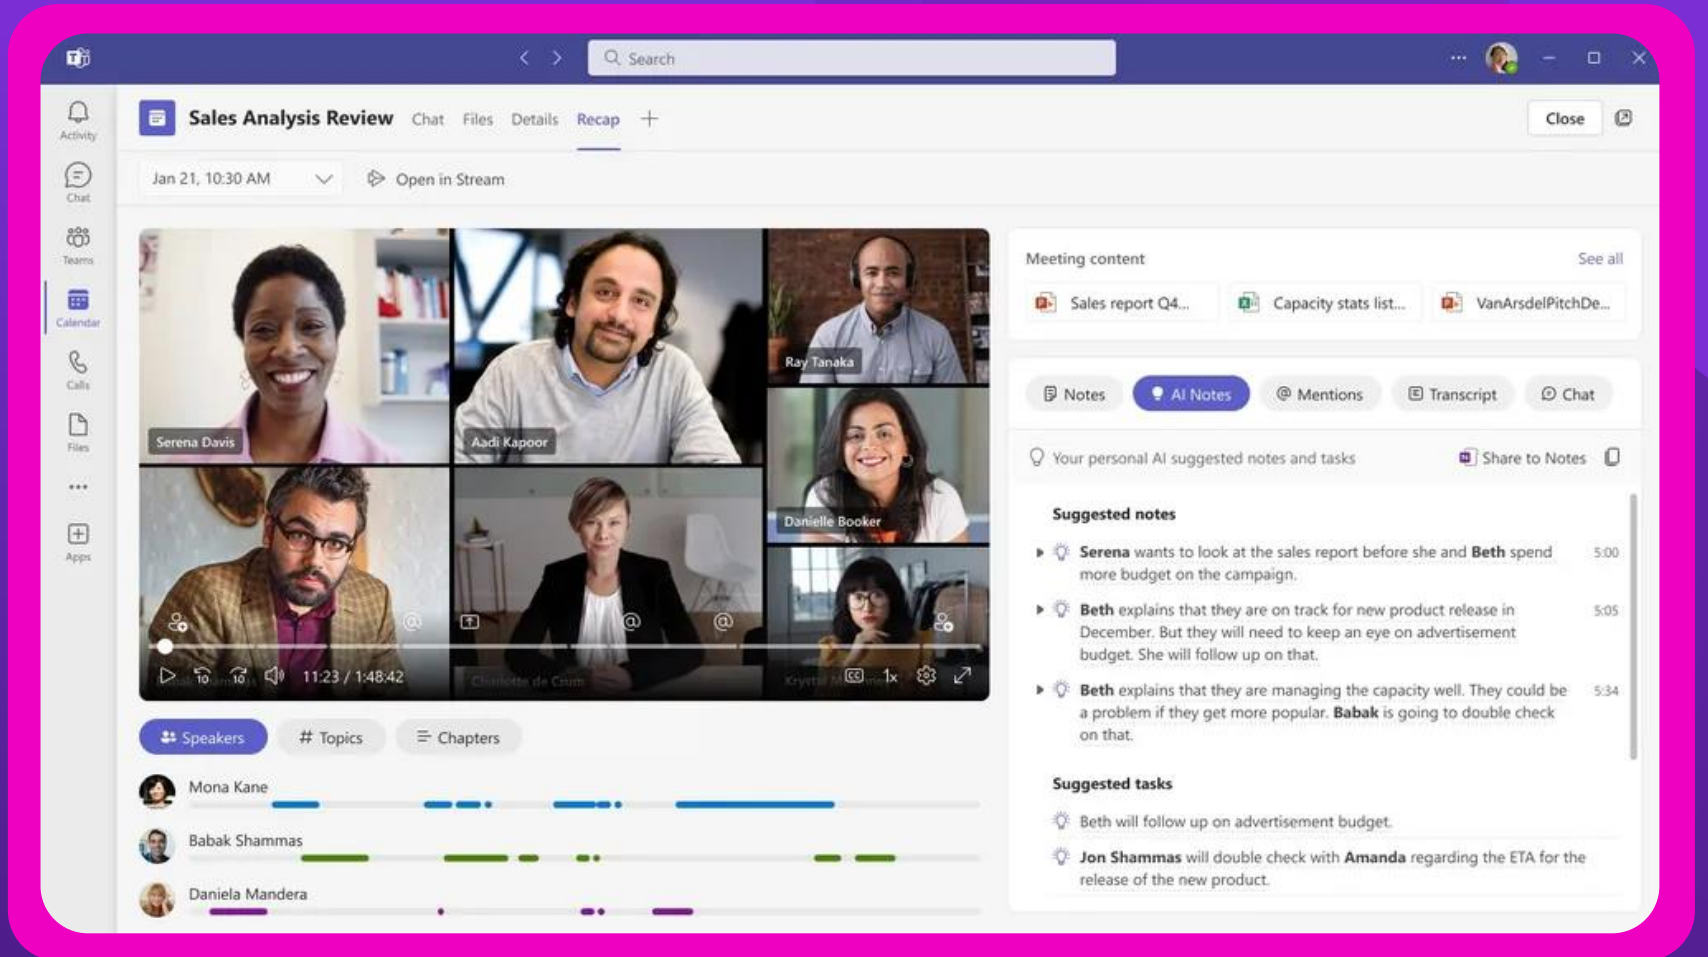 Search
Activity
Chat
Teams
Calendar
Calls
Files
Apps
Sales Analysis Review
Chat
Files
Details
Recap
Close
Jan 21, 10:30 AM
Open in Stream
Serena Davis
Aadi Kapoor
Ray Tanaka
Danielle Booker
Charlotte de Crum
11:23 / 1:48:42
10
10
CC
1x
Speakers
# Topics
Chapters
Mona Kane
Babak Shammas
Daniela Mandera
Meeting content
See all
Sales report Q4...
Capacity stats list...
VanArsdelPitchDe...
Notes
AI Notes
@ Mentions
Transcript
Chat
Your personal AI suggested notes and tasks
Share to Notes
Suggested notes
Serena wants to look at the sales report before she and Beth spend 5:00
more budget on the campaign.
Beth explains that they are on track for new product release in 5:05
December. But they will need to keep an eye on advertisement
budget. She will follow up on that.
Beth explains that they are managing the capacity well. They could be 5:34
a problem if they get more popular. Babak is going to double check
on that.
Suggested tasks
Beth will follow up on advertisement budget.
Jon Shammas will double check with Amanda regarding the ETA for the
release of the new product.